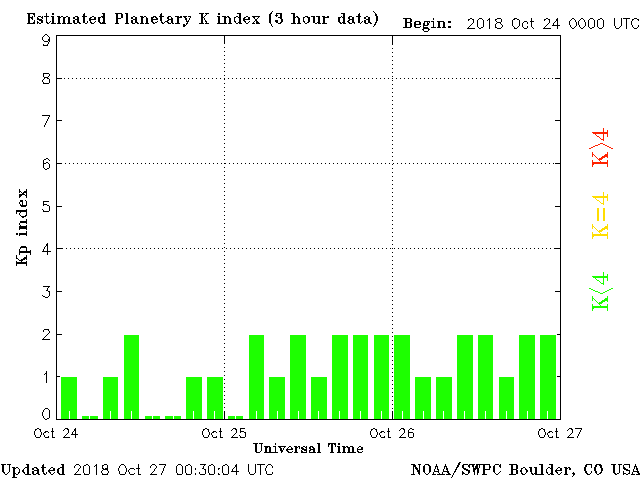 Estimated Planetary K index (3 hour data)
Begin: 2018 Oct 24 0000 UTC
9
8
7
6
5
4
3
2
1
0
Kp index
K>4
K=4
K<4
Oct 24
Oct 25
Oct 26
Oct 27
Universal Time
Updated 2018 Oct 27 00:30:04 UTC
NOAA/SWPC Boulder, CO USA